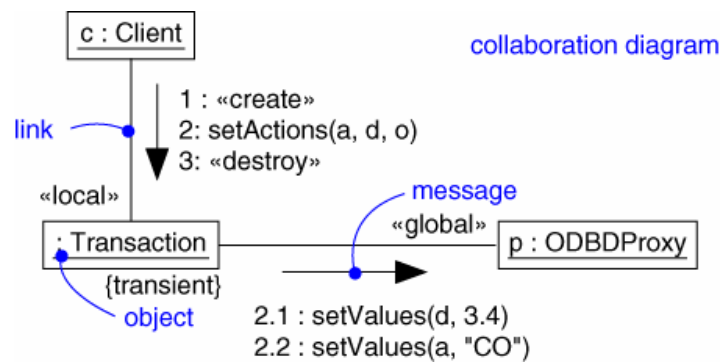 c : Client
collaboration diagram
1 : «create»
link
2: setActions(a, d, o)
3: «destroy»
«local»
message
«global»
: Transaction
p : ODBDProxy
{transient}
object
2.1 : setValues(d, 3.4)
2.2 : setValues(a, "CO")